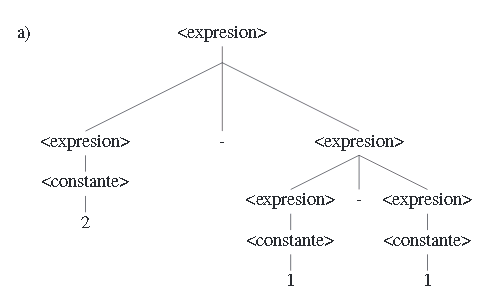 a) <expresion>
<expresion> - <expresion>
<constante> <expresion> - <expresion>
2 <constante> <constante>
1 1